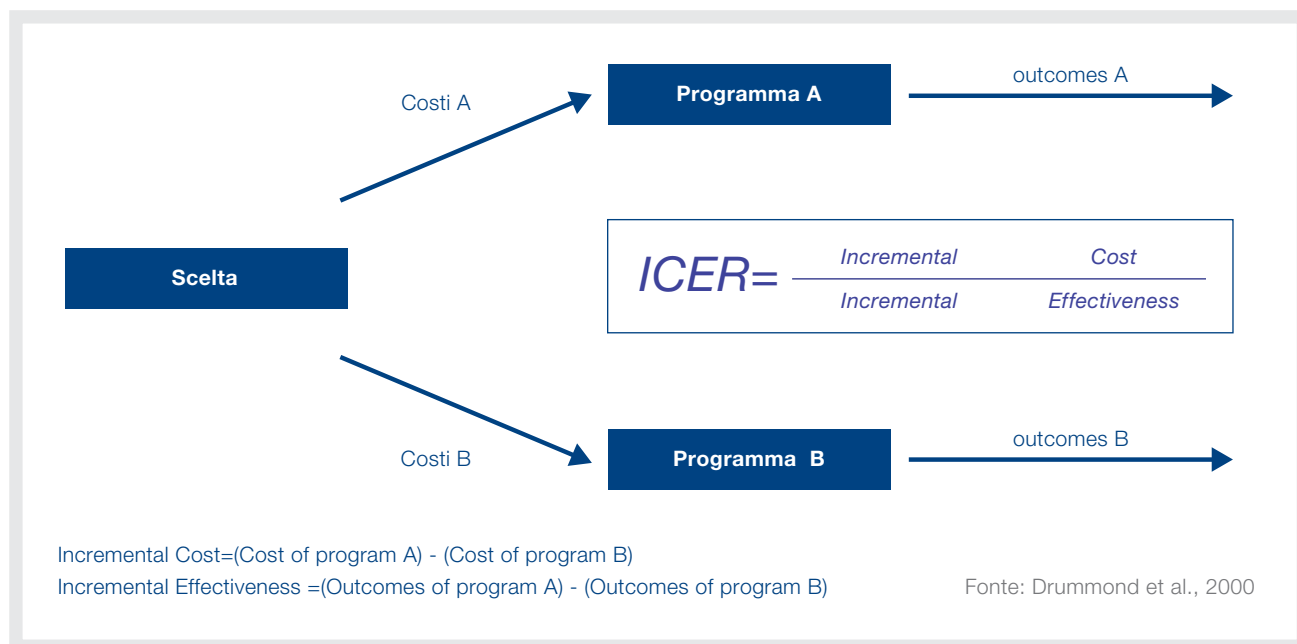 Costi A
Programma A
outcomes A
Scelta
ICER= Incremental Cost
Incremental Effectiveness
Costi B
Programma B
outcomes B
Incremental Cost=(Cost of program A) - (Cost of program B)
Incremental Effectiveness =(Outcomes of program A) - (Outcomes of program B)
Fonte: Drummond et al., 2000